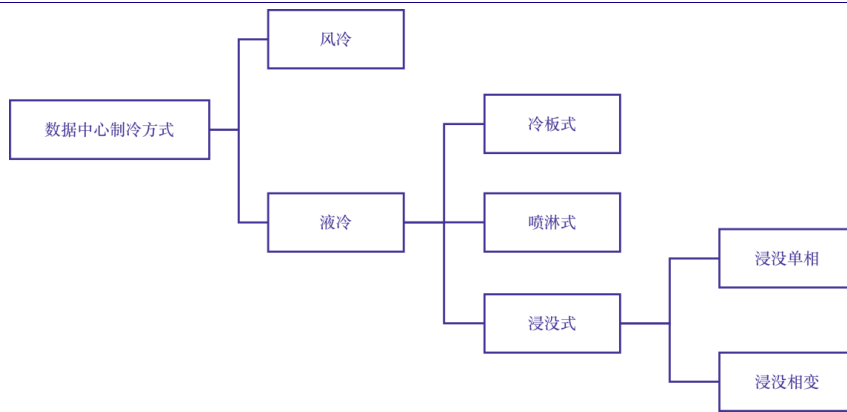 风冷
数据中心制冷方式
冷板式
液冷
喷淋式
浸没单相
浸没式
浸没相变